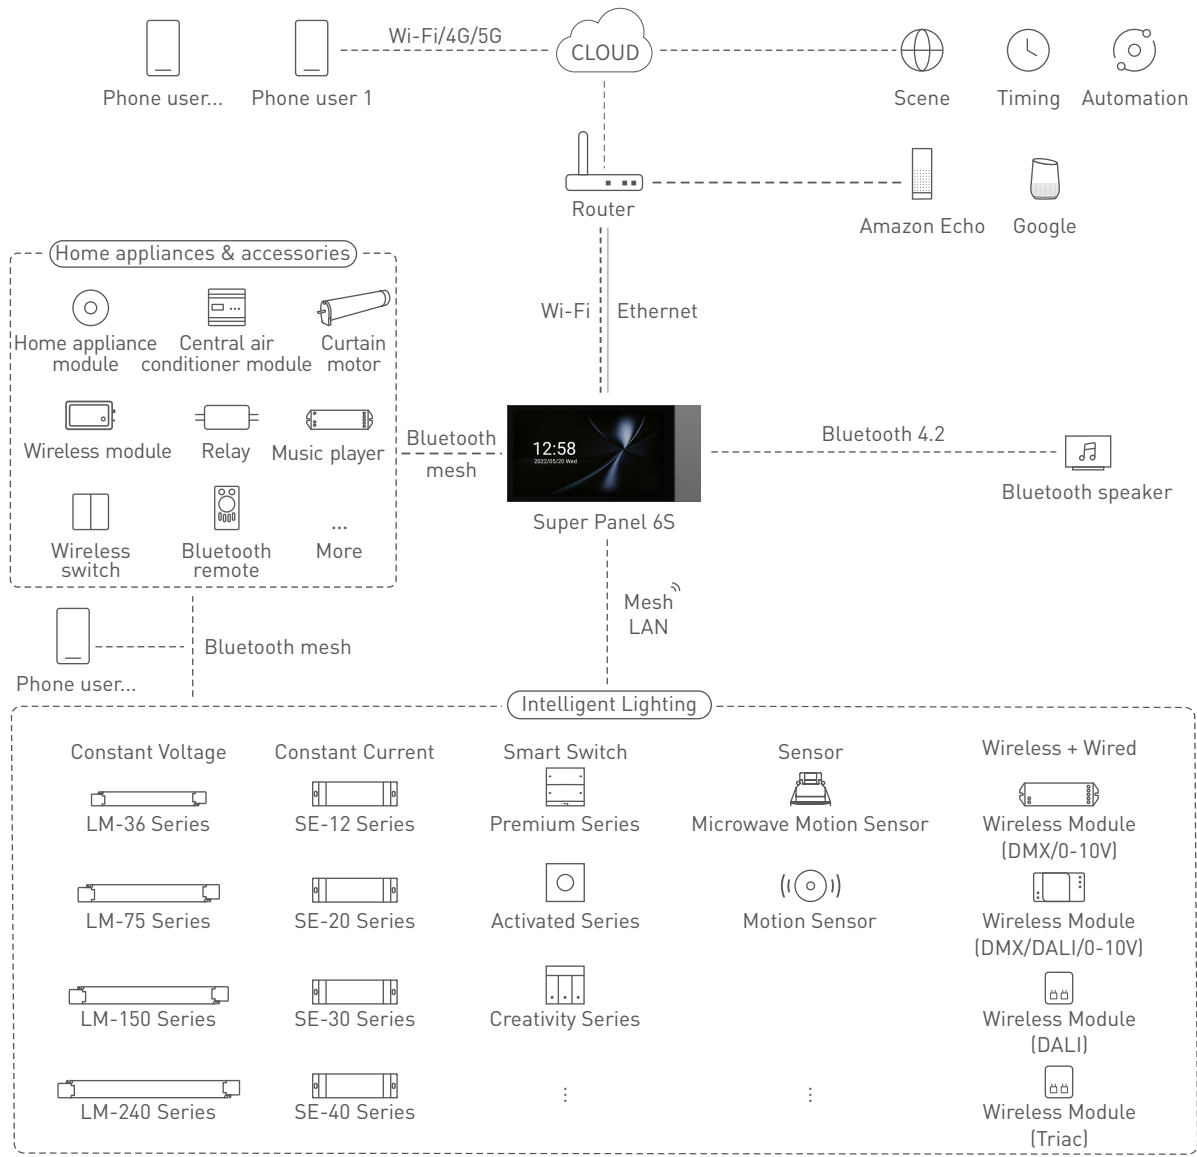 Wi-Fi/4G/5G
CLOUD
Phone user...
Phone user 1
Scene
Timing
Automation
Router
Amazon Echo
Google
Home appliances & accessories
Wi-Fi
Ethernet
Home appliance
module
Central air
conditioner module
Curtain
motor
Wireless module
Relay
Music player
Wireless
switch
Bluetooth
remote
...
More
Bluetooth
mesh
12:58
2022/05/20 Wed
Super Panel 6S
Bluetooth 4.2
Bluetooth speaker
Mesh
LAN
Phone user...
Bluetooth mesh
Intelligent Lighting
Constant Voltage
Constant Current
Smart Switch
Sensor
Wireless + Wired
LM-36 Series
SE-12 Series
Premium Series
Microwave Motion Sensor
Wireless Module
(DMX/0-10V)
LM-75 Series
SE-20 Series
Activated Series
Motion Sensor
Wireless Module
(DMX/DALI/0-10V)
LM-150 Series
SE-30 Series
Creativity Series
Wireless Module
(DALI)
LM-240 Series
SE-40 Series
⋮
⋮
Wireless Module
(Triac)